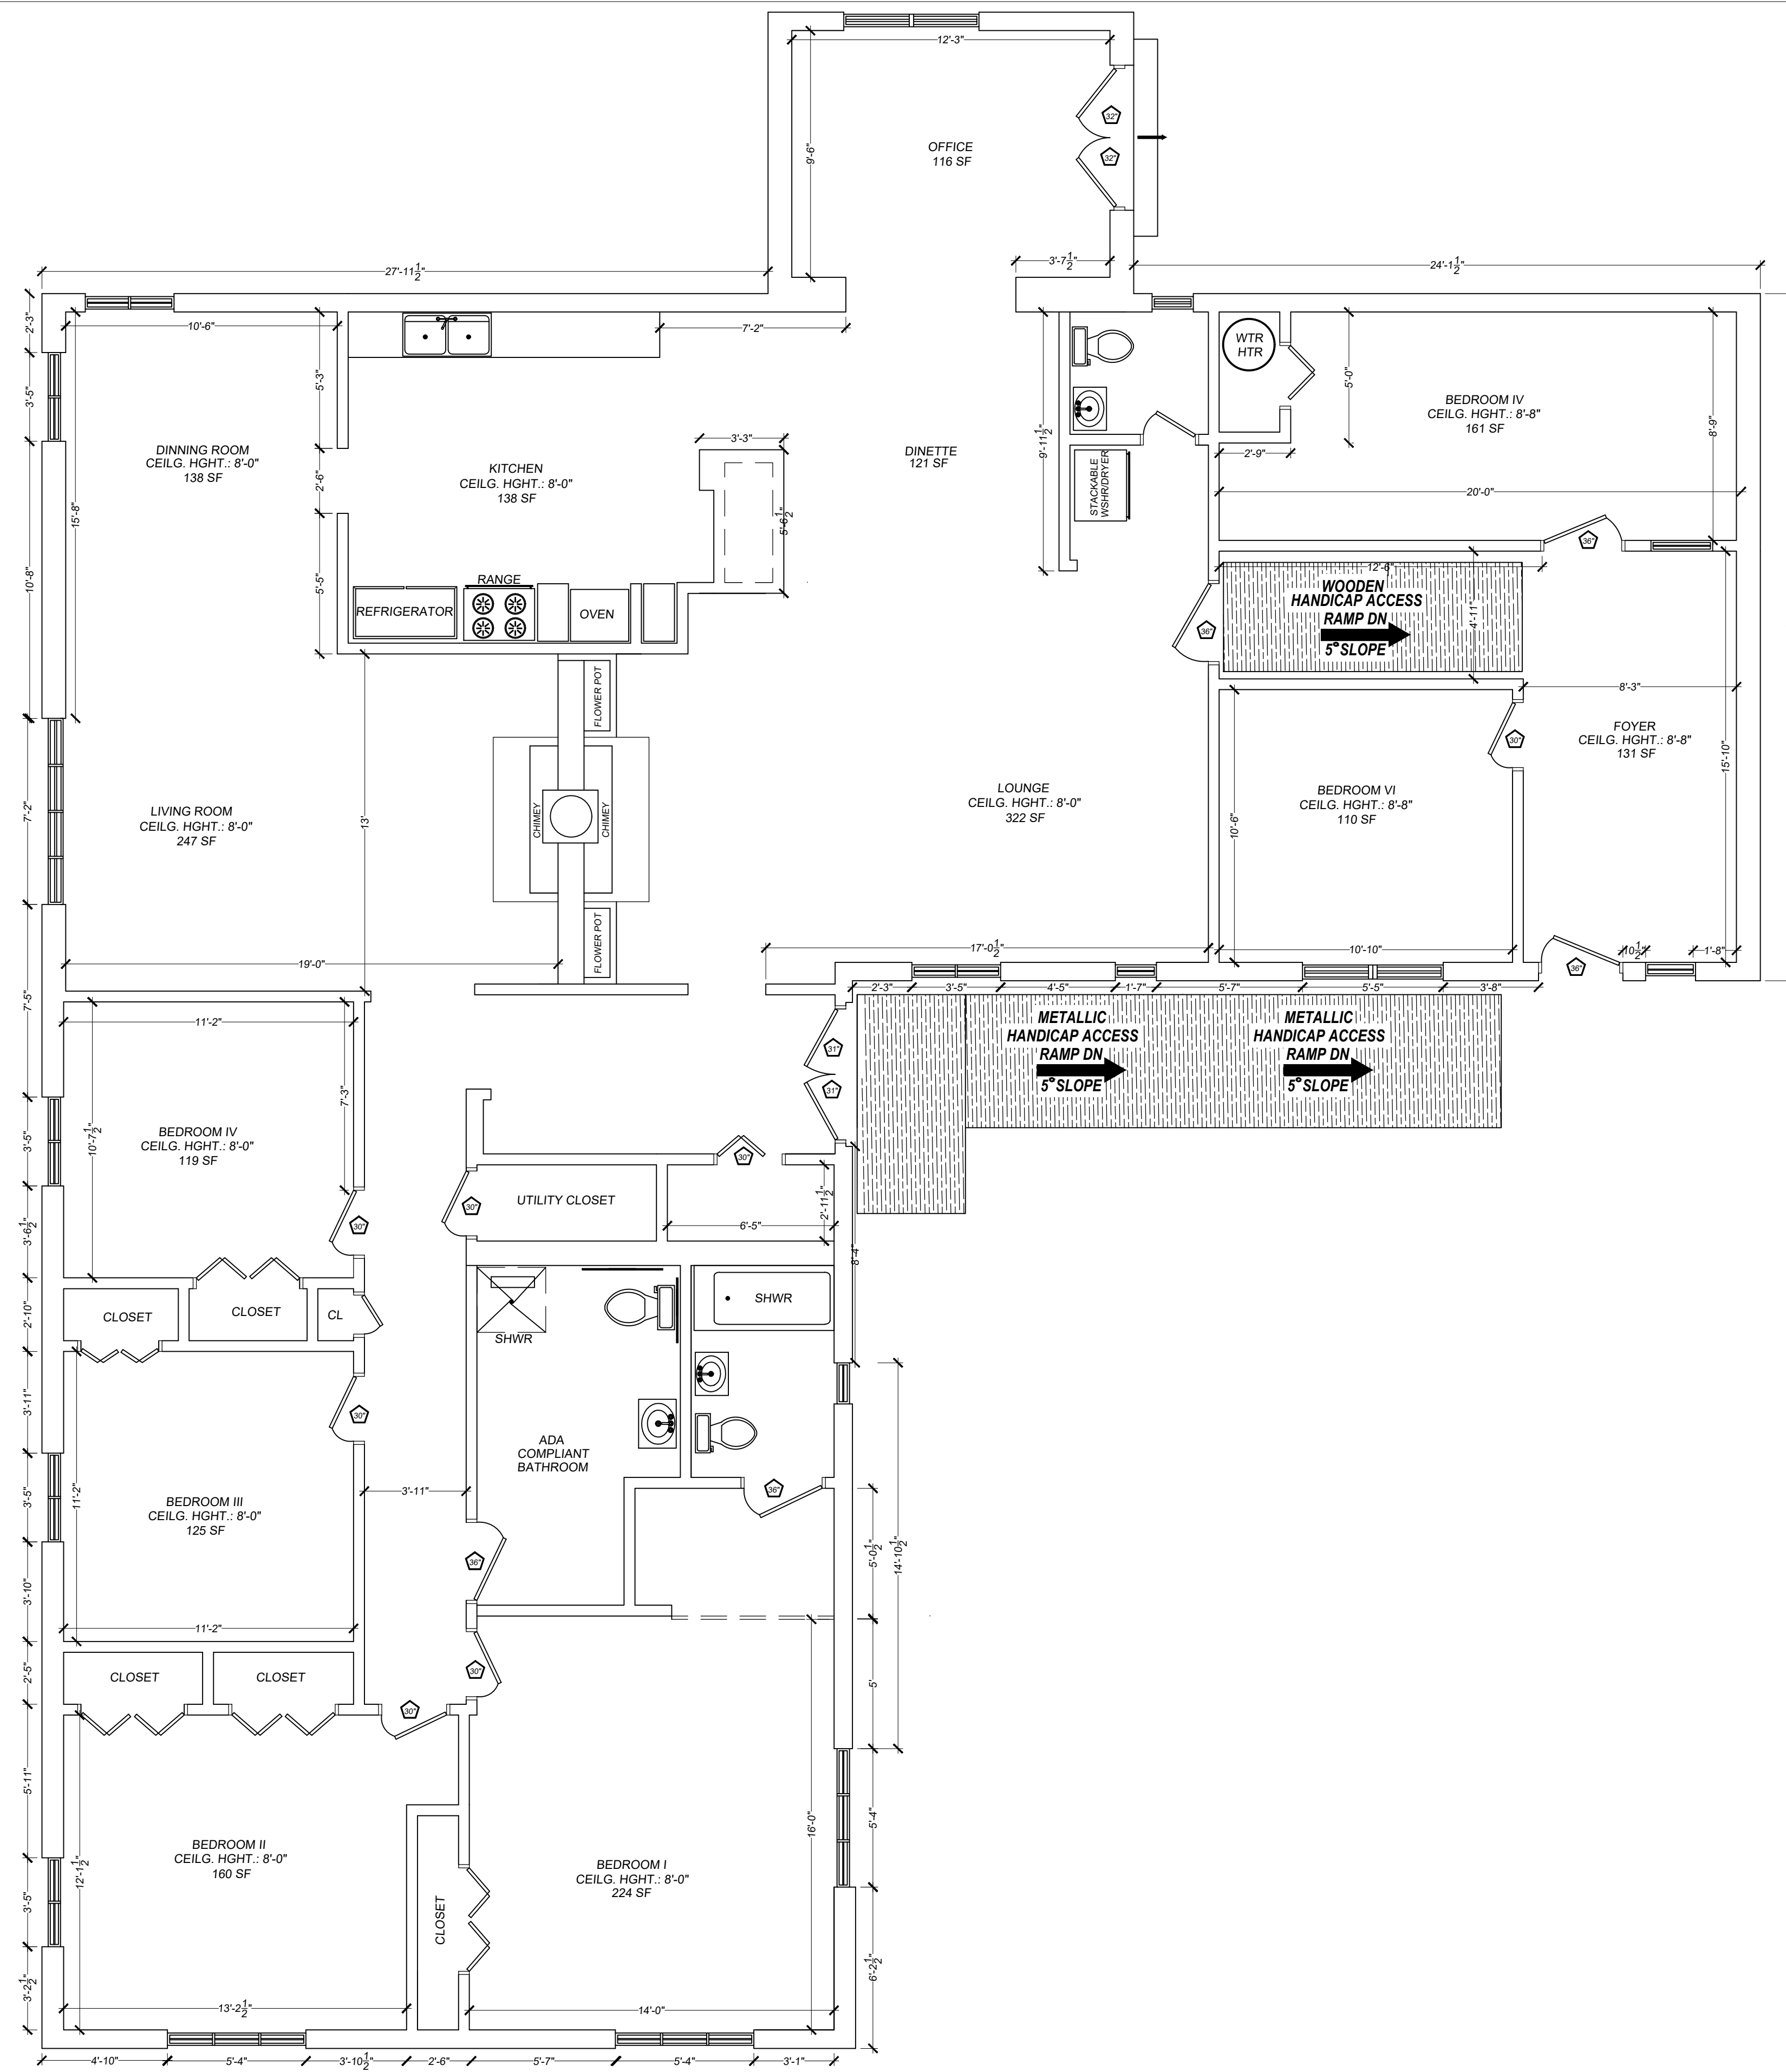 12'-3"
OFFICE
116 SF
9'-6"
32"
32"
3'-7 1/2"
27'-11 1/2"
24'-1 1/2"
2'-3"
10'-6"
7'-2"
5'-3"
3'-5"
15'-8"
DINNING ROOM
CEILG. HGHT.: 8'-0"
138 SF
2'-6"
KITCHEN
CEILG. HGHT.: 8'-0"
138 SF
3'-3"
5'-6 1/2"
DINETTE
121 SF
9'-11 1/2"
STACKABLE
WSHR/DRYER
WTR
HTR
5'-0"
BEDROOM IV
CEILG. HGHT.: 8'-8"
161 SF
8'-9"
2'-9"
20'-0"
36"
10'-8"
5'-5"
REFRIGERATOR
RANGE
OVEN
36"
12'-6"
WOODEN
HANDICAP ACCESS
RAMP DN
5° SLOPE
4'-11"
8'-3"
FLOWER POT
7'-2"
LIVING ROOM
CEILG. HGHT.: 8'-0"
247 SF
13'
CHIMEY
CHIMEY
LOUNGE
CEILG. HGHT.: 8'-0"
322 SF
10'-6"
BEDROOM VI
CEILG. HGHT.: 8'-8"
110 SF
30"
FOYER
CEILG. HGHT.: 8'-8"
131 SF
15'-10"
19'-0"
FLOWER POT
17'-0 1/2"
10'-10"
36"
10 1/2"
1'-8"
7'-5"
2'-3"
3'-5"
4'-5"
1'-7"
5'-7"
5'-5"
3'-8"
11'-2"
METALLIC
HANDICAP ACCESS
RAMP DN
5° SLOPE
METALLIC
HANDICAP ACCESS
RAMP DN
5° SLOPE
31"
31"
7'-3"
3'-5"
10'-7 1/2"
BEDROOM IV
CEILG. HGHT.: 8'-0"
119 SF
30"
3'-6 1/2"
30"
30"
UTILITY CLOSET
6'-5"
2'-11 1/2"
8'-4"
2'-10"
CLOSET
CLOSET
CL
SHWR
SHWR
3'-11"
30"
ADA
COMPLIANT
BATHROOM
3'-5"
11'-2"
BEDROOM III
CEILG. HGHT.: 8'-0"
125 SF
3'-11"
36"
36"
5'-0 1/2"
14'-10 1/2"
3'-10"
11'-2"
2'-5"
CLOSET
CLOSET
30"
30"
5'
5'-11"
12'-1 1/2"
BEDROOM II
CEILG. HGHT.: 8'-0"
160 SF
CLOSET
BEDROOM I
CEILG. HGHT.: 8'-0"
224 SF
16'-0"
5'-4"
3'-5"
3'-2 1/2"
6'-2 1/2"
13'-2 1/2"
14'-0"
4'-10"
5'-4"
3'-10 1/2"
2'-6"
5'-7"
5'-4"
3'-1"